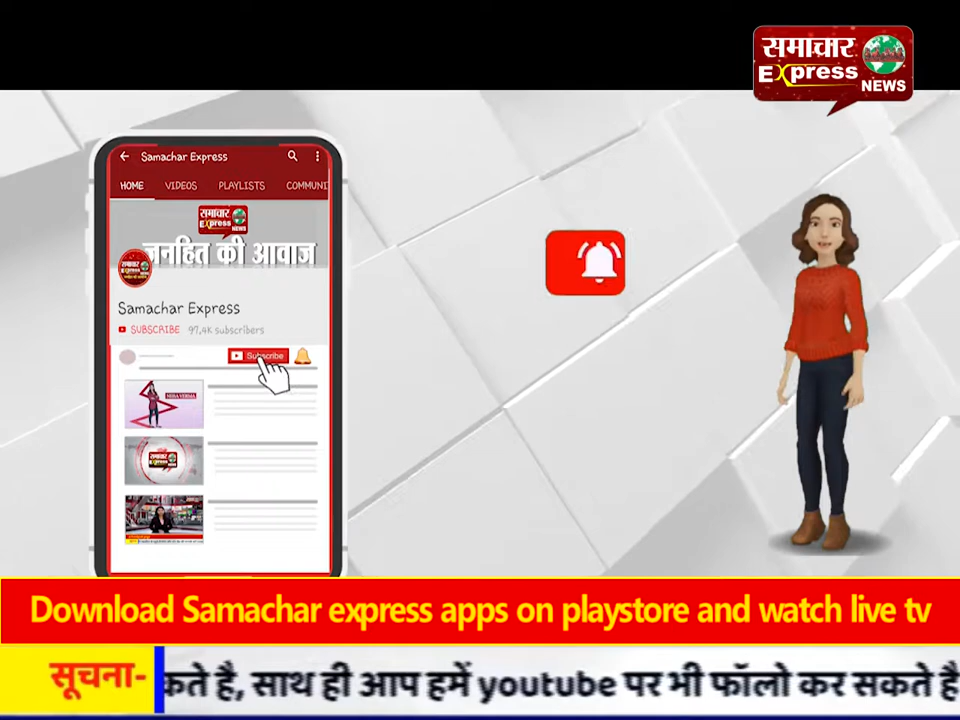 समाचार
Express
NEWS
Samachar Express
HOME VIDEOS PLAYLISTS COMMUNI
समाचार
Express
NEWS
जनहित की आवाज
Samachar Express
SUBSCRIBE 97.4K subscribers
Subscribe
Download Samachar express apps on playstore and watch live tv
सूचना- कते है, साथ ही आप हमें youtube पर भी फॉलो कर सकते है